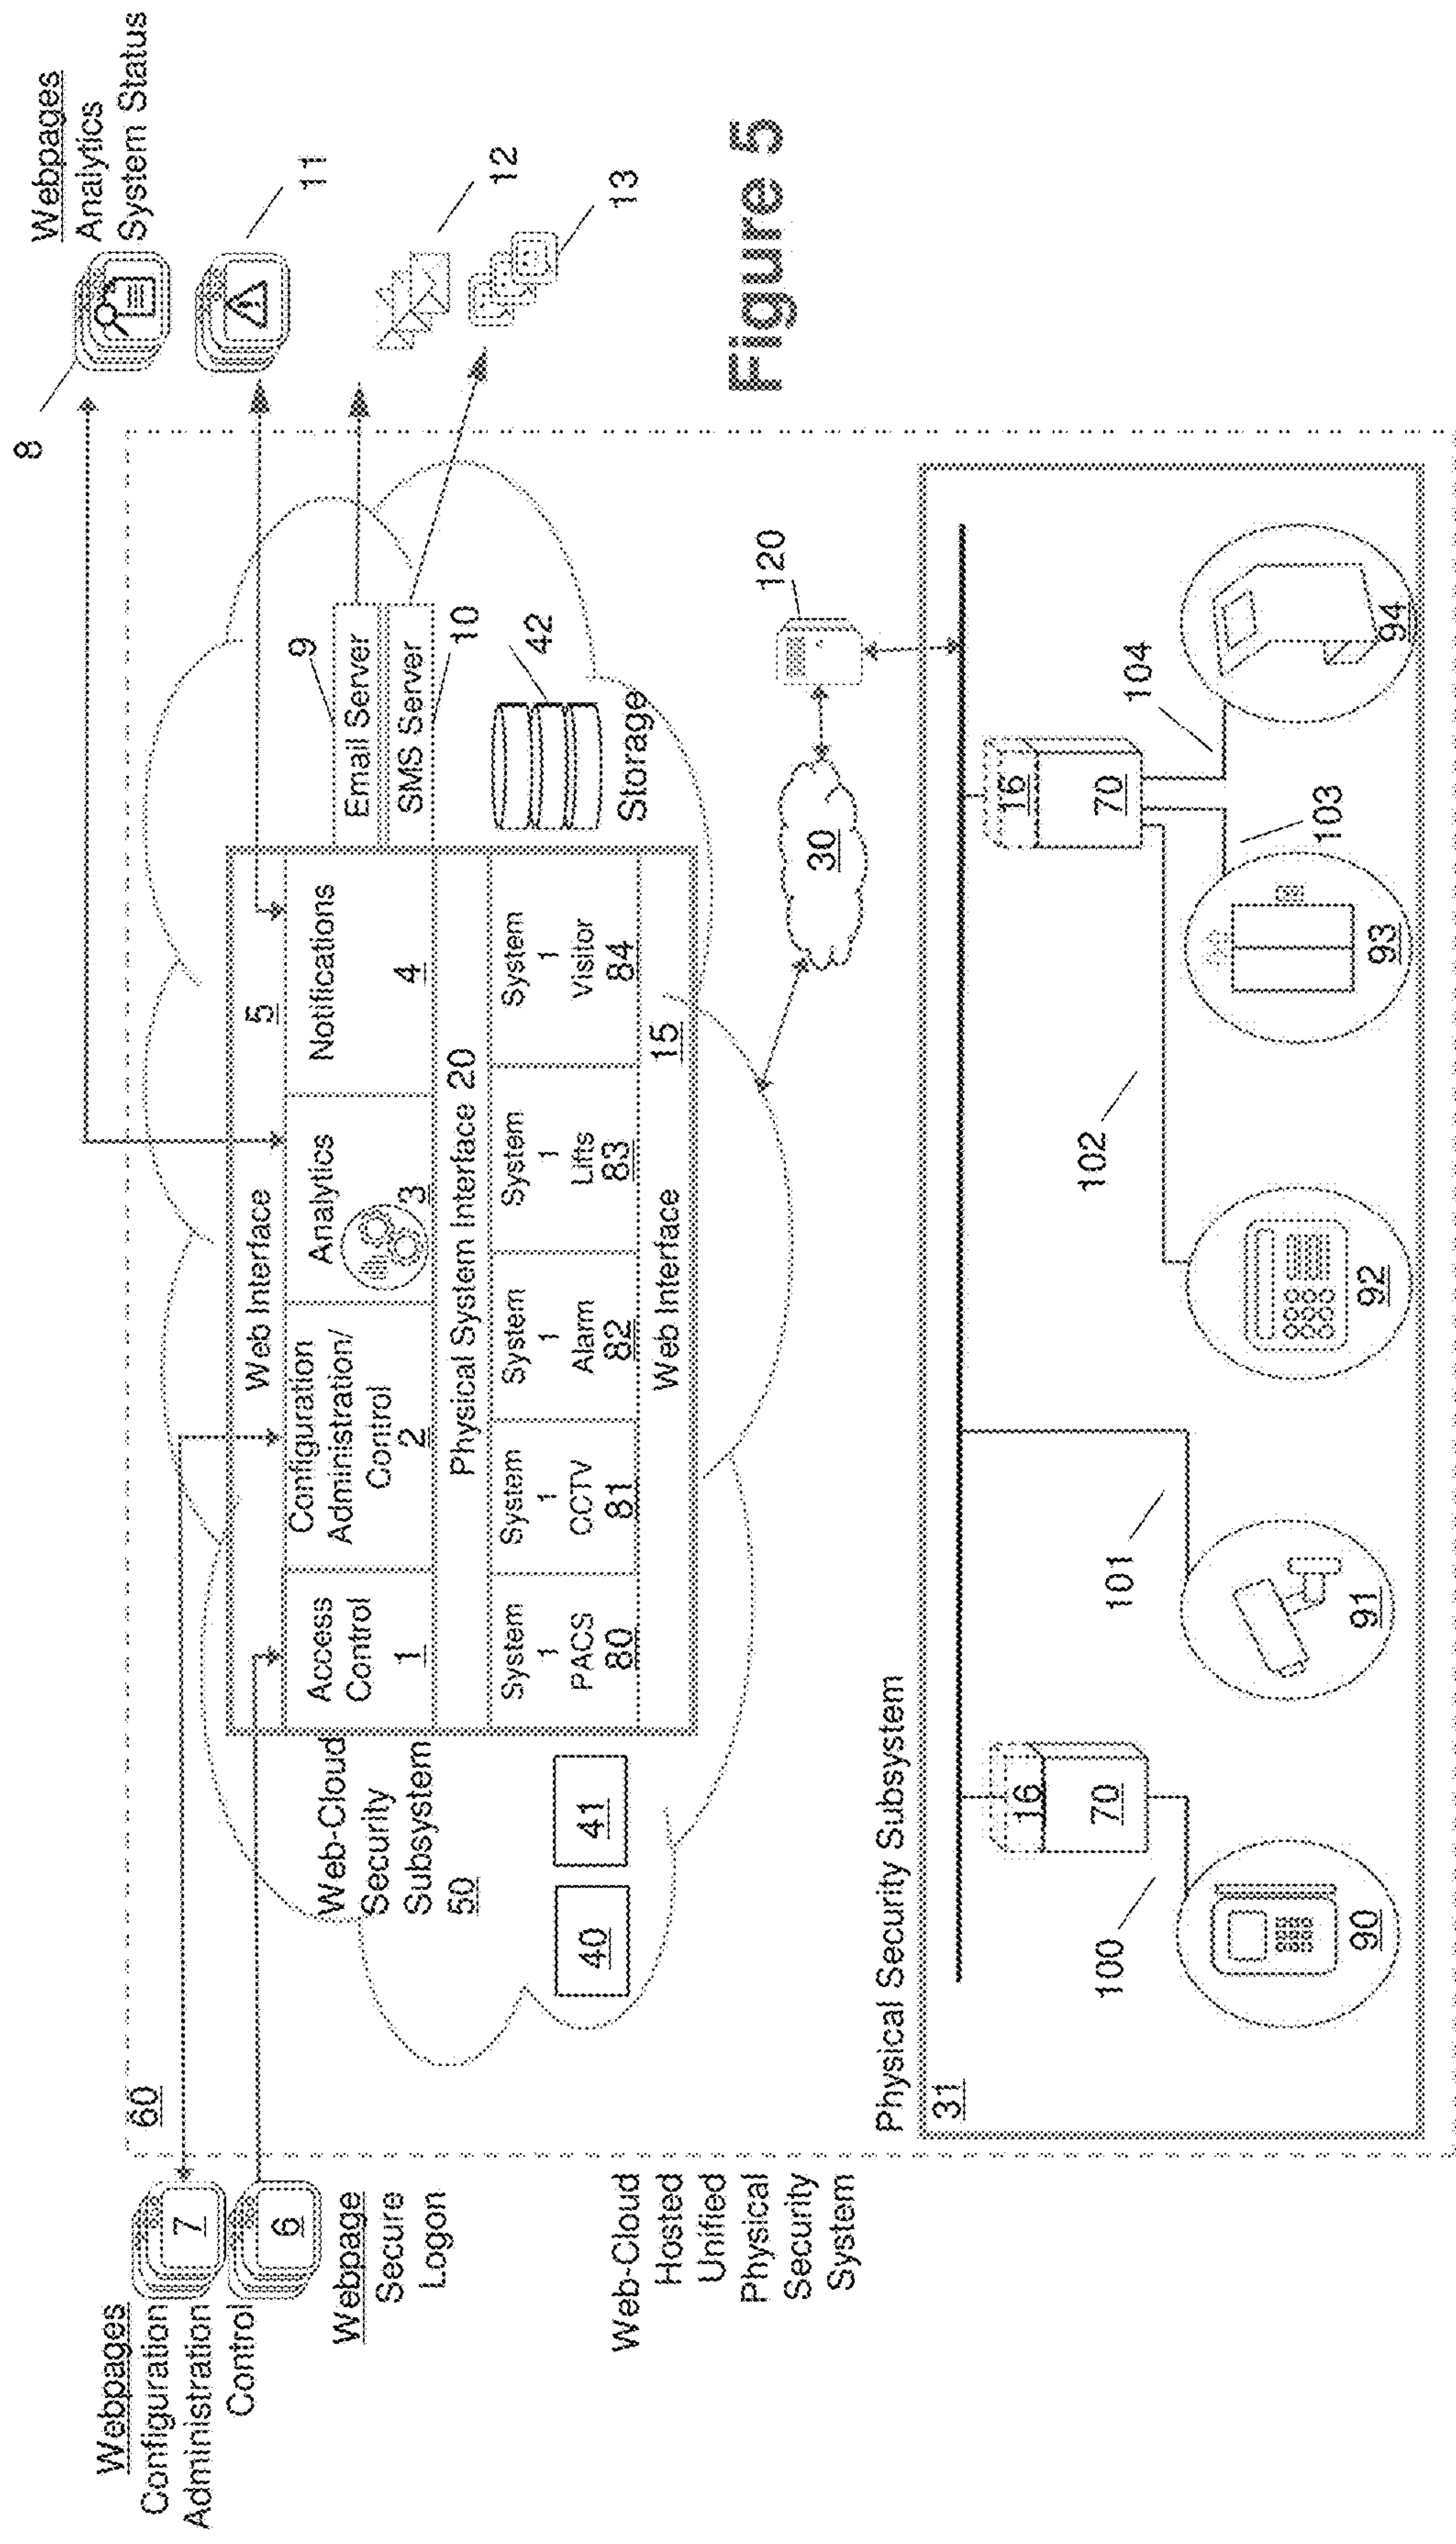 Webpages
Configuration
Administration
Control
7
6
Webpage
Secure
Logon
Web-Cloud
Hosted
Unified
Physical
Security
System
60
Web Interface 5
Access
Control
1
Configuration
Administration/
Control
2
Analytics
3
Notifications
4
Physical System Interface 20
System
1
PACS
80
System
1
CCTV
81
System
1
Alarm
82
System
1
Lifts
83
System
1
Visitor
84
Web Interface 15
Web-Cloud
Security
Subsystem
50
40
41
9
Email Server
SMS Server
10
42
Storage
8
Webpages
Analytics
System Status
11
12
13
30
120
Physical Security Subsystem
31
16
70
100
90
101
91
102
92
16
70
103
93
104
94
Figure 5